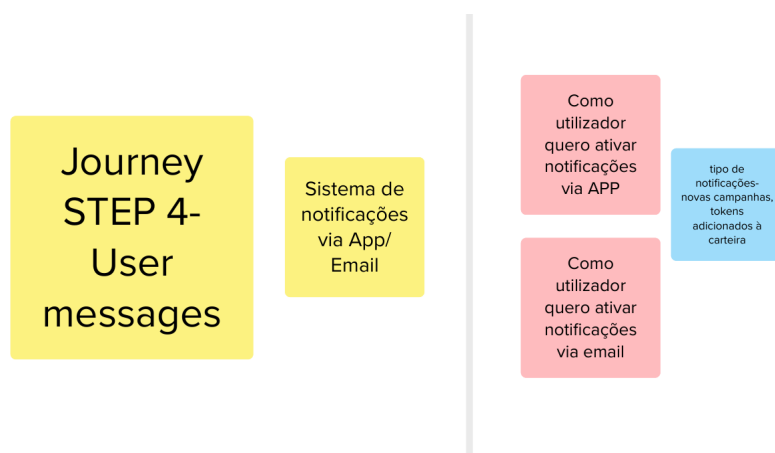 Journey
STEP 4-
User
messages
Sistema de
notificações
via App/
Email
Como
utilizador
quero ativar
notificações
via APP
Como
utilizador
quero ativar
notificações
via email
tipo de
notificações-
novas campanhas,
tokens
adicionados à
carteira